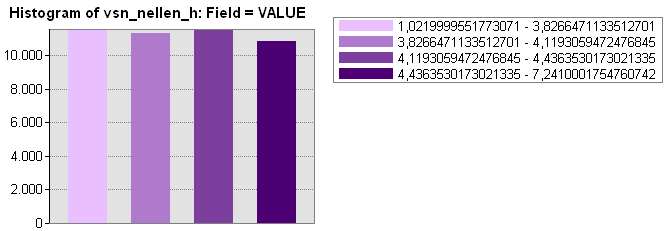 Histogram of vsn_nellen_h: Field = VALUE
10.000
8.000
6.000
4.000
2.000
0
1,0219999551773071 - 3,8266471133512701
3,8266471133512701 - 4,1193059472476845
4,1193059472476845 - 4,4363530173021335
4,4363530173021335 - 7,2410001754760742